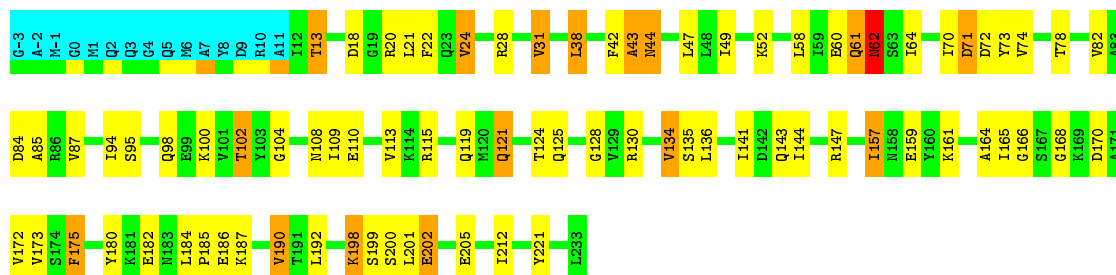 G-3 A-2 M-1 G0 M1 Q2 Q3 G4 Q5 M6 A7 Y8 D9 R10 A11 I12 T13 D18 G19 R20 L21 F22 Q23 V24 R28 V31 L38 F42 A43 N44 L47 L48 I49 K52 L58 I59 E60 Q61 N62 S63 I64 I70 D71 D72 Y73 V74 T78 V82 A83
D84 A85 R86 V87 I94 S95 Q98 E99 K100 V101 T102 Y103 G104 N108 I109 E110 V113 K114 R115 Q119 M120 Q121 T124 Q125 G128 V129 R130 V134 S135 L136 I141 D142 Q143 I144 R147 I157 N158 E159 Y160 K161 A164 I165 G166 S167 G168 K169 D170 A171
V172 V173 S174 F175 Y180 K181 E182 N183 L184 P185 E186 K187 V190 T191 L192 K198 S199 S200 L201 E202 E205 I212 Y221 L233